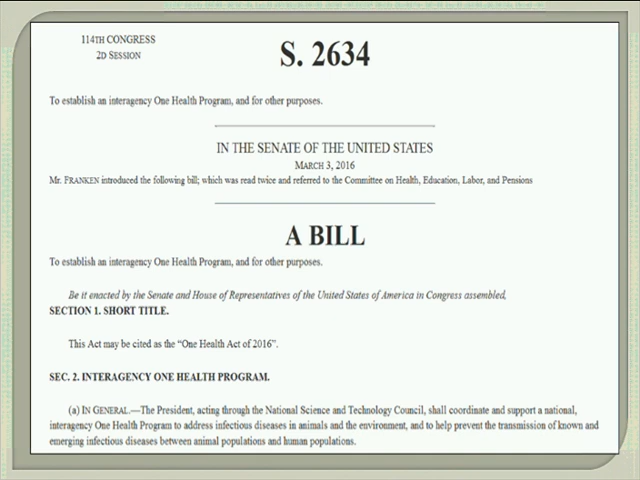 114TH CONGRESS
2D SESSION
S. 2634
To establish an interagency One Health Program, and for other purposes.
IN THE SENATE OF THE UNITED STATES
MARCH 3, 2016
Mr. FRANKEN introduced the following bill; which was read twice and referred to the Committee on Health, Education, Labor, and Pensions
A BILL
To establish an interagency One Health Program, and for other purposes.
Be it enacted by the Senate and House of Representatives of the United States of America in Congress assembled,
SECTION 1. SHORT TITLE.
This Act may be cited as the “One Health Act of 2016”.
SEC. 2. INTERAGENCY ONE HEALTH PROGRAM.
(a) IN GENERAL.—The President, acting through the National Science and Technology Council, shall coordinate and support a national,
interagency One Health Program to address infectious diseases in animals and the environment, and to help prevent the transmission of known and
emerging infectious diseases between animal populations and human populations.